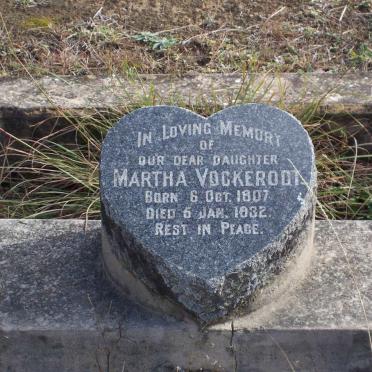 IN LOVING MEMORY
OF
OUR DEAR DAUGHTER
MARTHA VOCKERODT
BORN 6 OCT. 1907
DIED 5 JAN. 1932.
REST IN PEACE.